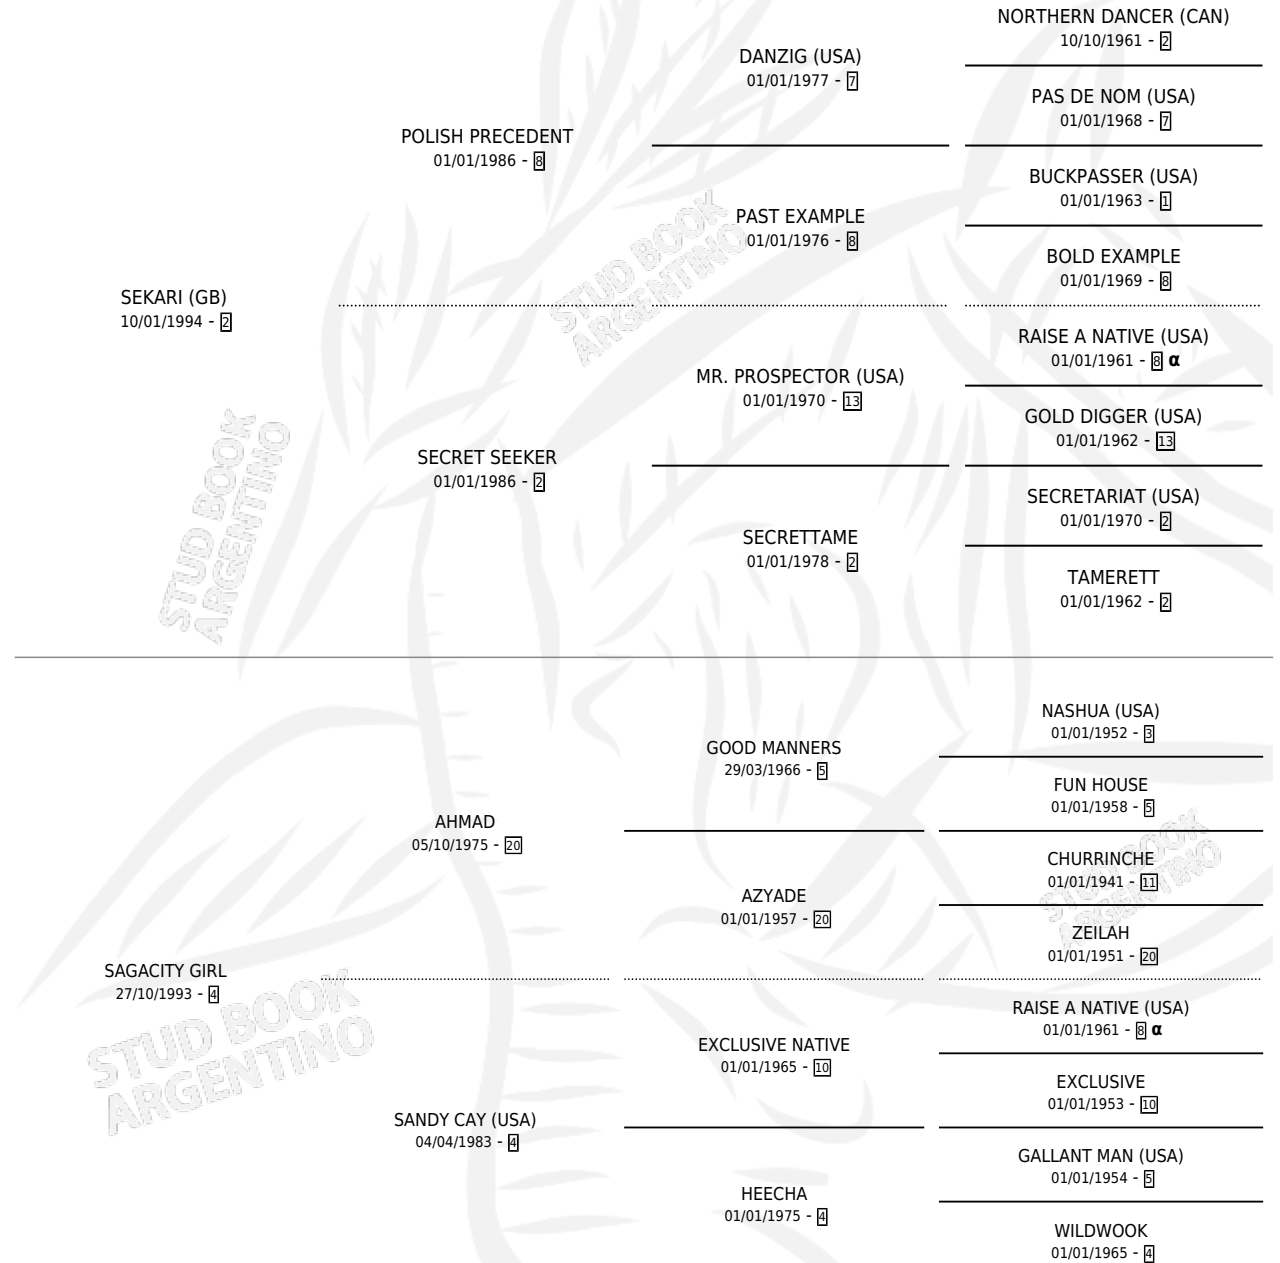 NORTHERN DANCER (CAN)
10/10/1961 - 2
DANZIG (USA)
01/01/1977 - 7
PAS DE NOM (USA)
01/01/1968 - 7
POLISH PRECEDENT
01/01/1986 - 8
BUCKPASSER (USA)
01/01/1963 - 1
PAST EXAMPLE
01/01/1976 - 8
BOLD EXAMPLE
01/01/1969 - 8
STUD BOOK
ARGENTINO
SEKARI (GB)
10/01/1994 - 2
RAISE A NATIVE (USA)
01/01/1961 - 8 α
MR. PROSPECTOR (USA)
01/01/1970 - 13
GOLD DIGGER (USA)
01/01/1962 - 13
SECRET SEEKER
01/01/1986 - 2
SECRETARIAT (USA)
01/01/1970 - 2
SECRETTAME
01/01/1978 - 2
TAMERETT
01/01/1962 - 2
STUD BOOK
ARGENTINO
NASHUA (USA)
01/01/1952 - 3
GOOD MANNERS
29/03/1966 - 5
FUN HOUSE
01/01/1958 - 5
AHMAD
05/10/1975 - 20
CHURRINCHE
01/01/1941 - 11
AZYADE
01/01/1957 - 20
ZEILAH
01/01/1951 - 20
STUD BOOK
ARGENTINO
SAGACITY GIRL
27/10/1993 - 4
RAISE A NATIVE (USA)
01/01/1961 - 8 α
EXCLUSIVE NATIVE
01/01/1965 - 10
EXCLUSIVE
01/01/1953 - 10
STUD BOOK
ARGENTINO
SANDY CAY (USA)
04/04/1983 - 4
GALLANT MAN (USA)
01/01/1954 - 5
HEECHA
01/01/1975 - 4
WILDWOOK
01/01/1965 - 4